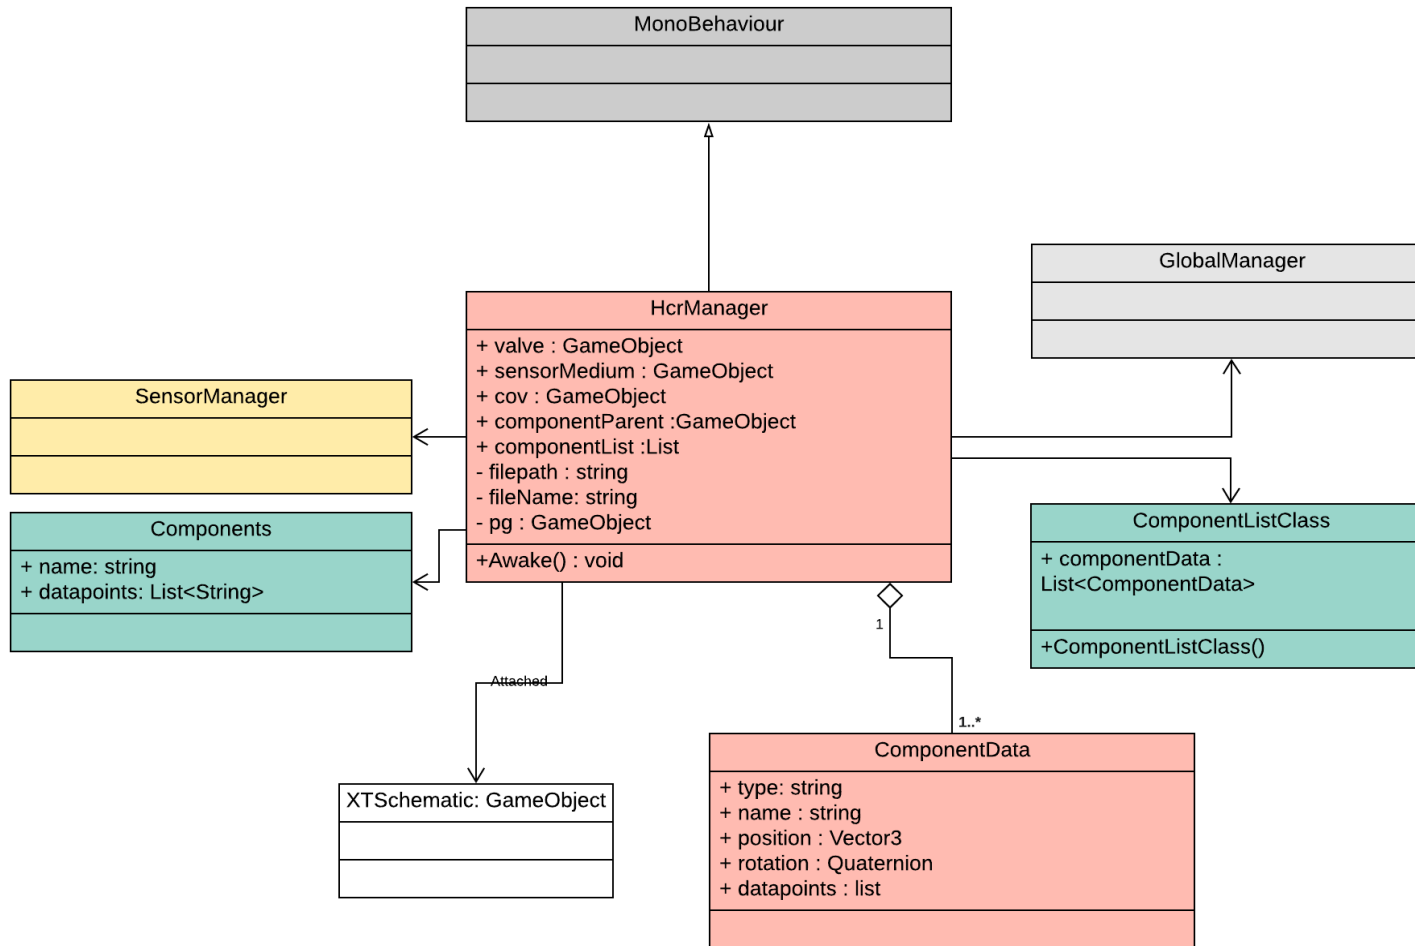 MonoBehaviour
GlobalManager
HcrManager
+ valve : GameObject
+ sensorMedium : GameObject
+ cov : GameObject
+ componentParent :GameObject
+ componentList :List
- filepath : string
- fileName: string
- pg : GameObject
+Awake() : void
SensorManager
Components
+ name: string
+ datapoints: List<String>
ComponentListClass
+ componentData :
List<ComponentData>
+ComponentListClass()
1
Attached
1..*
XTSchematic: GameObject
ComponentData
+ type: string
+ name : string
+ position : Vector3
+ rotation : Quaternion
+ datapoints : list